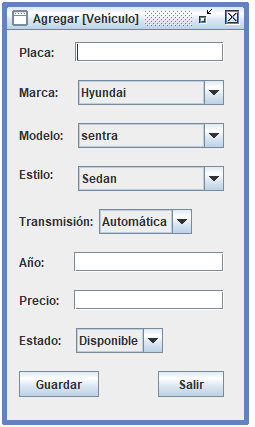 Agregar [Vehículo]
Placa:
Marca: Hyundai
Modelo: sentra
Estilo: Sedan
Transmisión: Automática
Año:
Precio:
Estado: Disponible
Guardar Salir